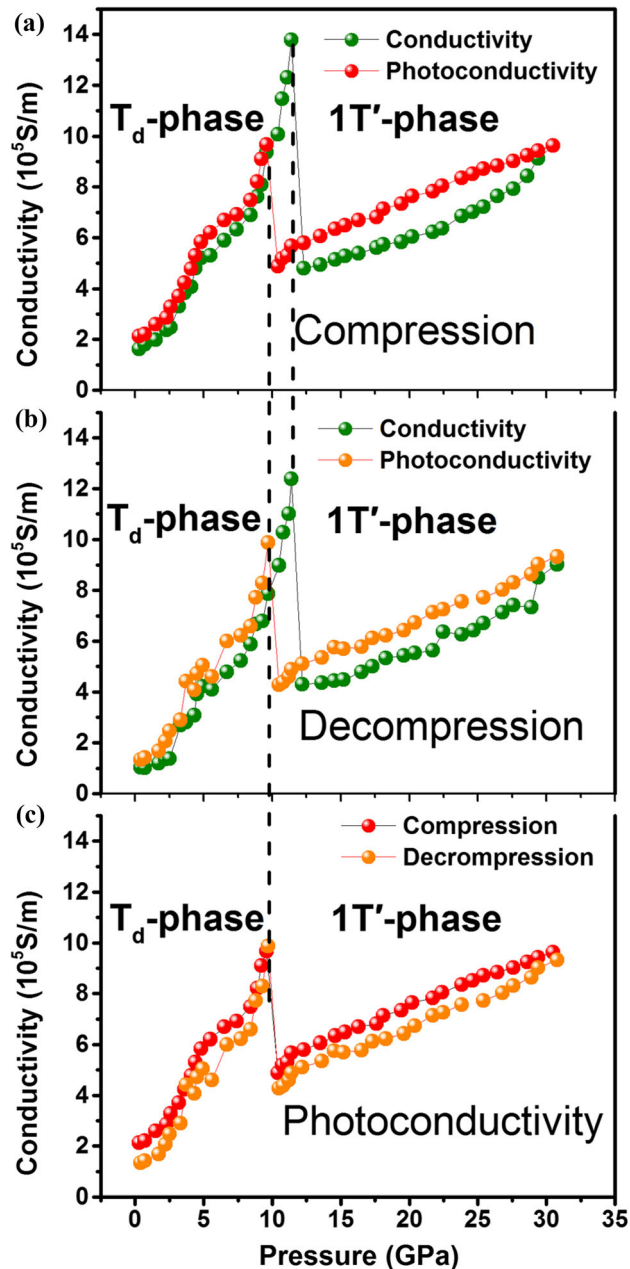 (a)
14
12
10
8
6
4
2
0
Conductivity (10⁵S/m)
Conductivity
Photoconductivity
T_d-phase
1T′-phase
Compression
(b)
14
12
10
8
6
4
2
0
Conductivity (10⁵S/m)
Conductivity
Photoconductivity
T_d-phase
1T′-phase
Decompression
(c)
14
12
10
8
6
4
2
0
Conductivity (10⁵S/m)
Compression
Decrompression
T_d-phase
1T′-phase
Photoconductivity
0 5 10 15 20 25 30 35
Pressure (GPa)